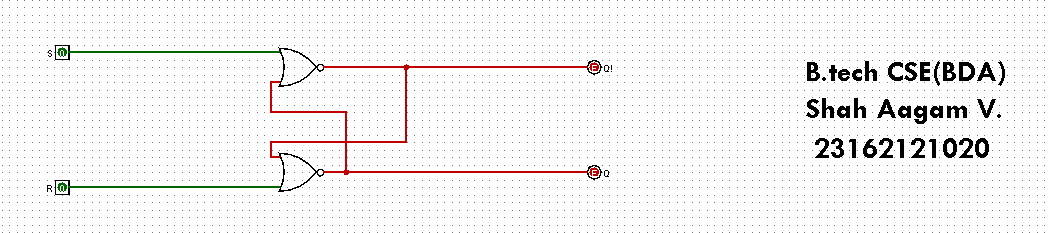 S
Q!
B.tech CSE(BDA)
Shah Aagam V.
23162121020
R
Q